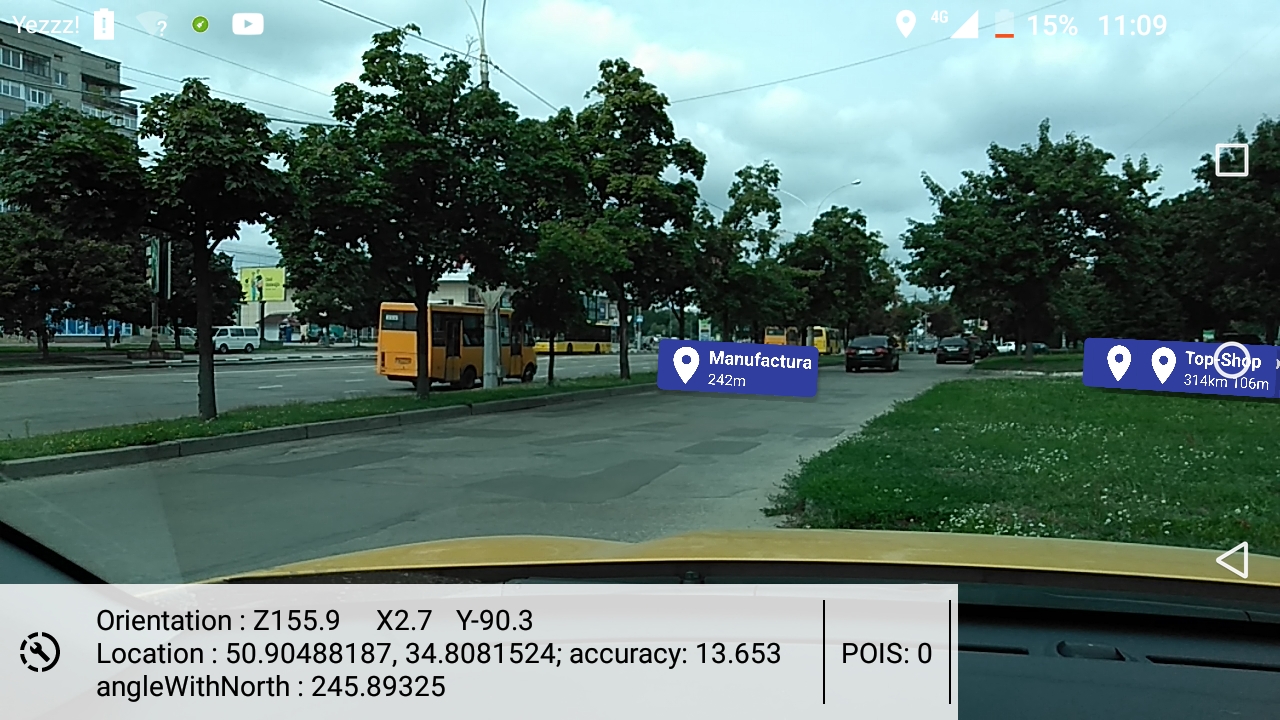 Yezzz!
?
4G
15%
11:09
Manufactura
242m
Top-Shop
314km 106m
Orientation : Z155.9 X2.7 Y-90.3
Location : 50.90488187, 34.8081524; accuracy: 13.653
angleWithNorth : 245.89325
POIS: 0